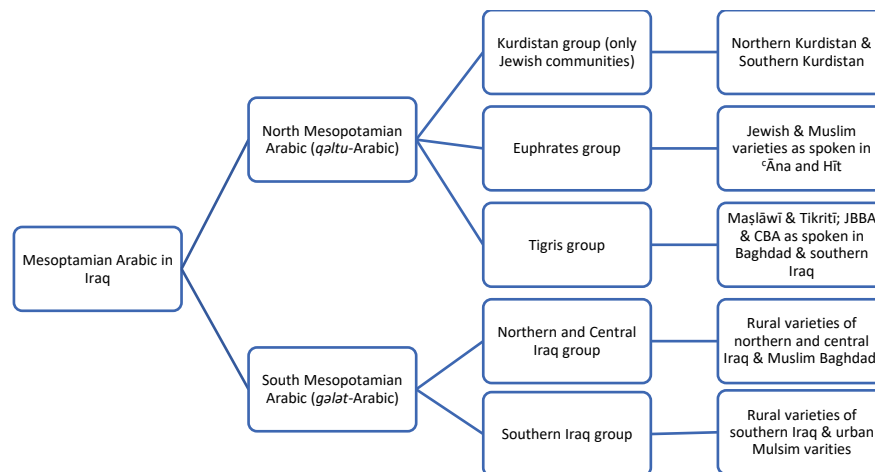 Mesoptamian Arabic in
Iraq
North Mesopotamian
Arabic (qəltu-Arabic)
South Mesopotamian
Arabic (gələt-Arabic)
Kurdistan group (only
Jewish communities)
Euphrates group
Tigris group
Northern and Central
Iraq group
Southern Iraq group
Northern Kurdistan &
Southern Kurdistan
Jewish & Muslim
varieties as spoken in
ᶜĀna and Hīt
Maṣlāwī & Tikritī; JBBA
& CBA as spoken in
Baghdad & southern
Iraq
Rural varieties of
northern and central
Iraq & Muslim Baghdad
Rural varieties of
southern Iraq & urban
Mulsim varities